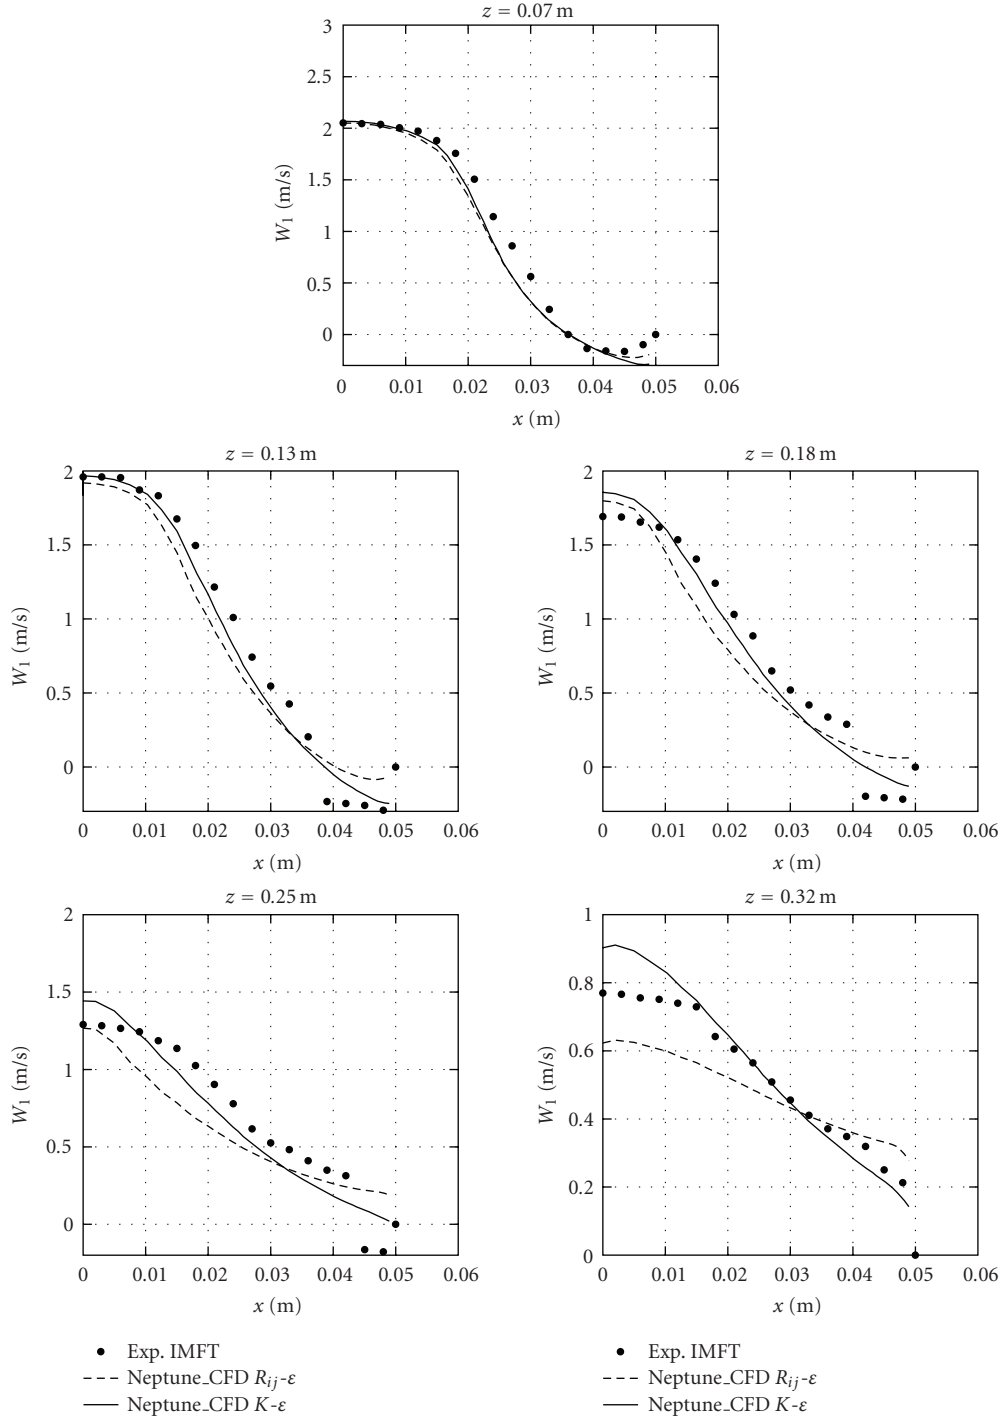 z = 0.07 m
3
2.5
2
1.5
1
0.5
0
W1 (m/s)
0 0.01 0.02 0.03 0.04 0.05 0.06
x (m)
z = 0.13 m
2
1.5
1
0.5
0
W1 (m/s)
0 0.01 0.02 0.03 0.04 0.05 0.06
x (m)
z = 0.18 m
2
1.5
1
0.5
0
W1 (m/s)
0 0.01 0.02 0.03 0.04 0.05 0.06
x (m)
z = 0.25 m
2
1.5
1
0.5
0
W1 (m/s)
0 0.01 0.02 0.03 0.04 0.05 0.06
x (m)
z = 0.32 m
1
0.8
0.6
0.4
0.2
0
W1 (m/s)
0 0.01 0.02 0.03 0.04 0.05 0.06
x (m)
Exp. IMFT
Neptune_CFD Rij-ε
Neptune_CFD K-ε
Exp. IMFT
Neptune_CFD Rij-ε
Neptune_CFD K-ε